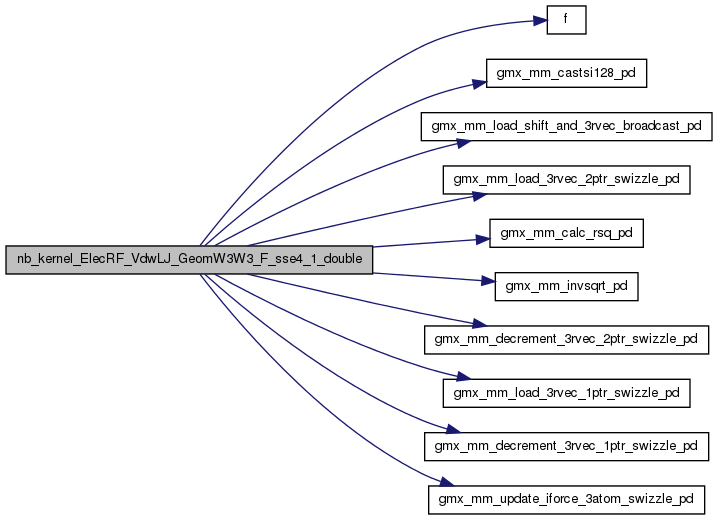 f
gmx_mm_castsi128_pd
gmx_mm_load_shift_and_3rvec_broadcast_pd
gmx_mm_load_3rvec_2ptr_swizzle_pd
gmx_mm_calc_rsq_pd
nb_kernel_ElecRF_VdwLJ_GeomW3W3_F_sse4_1_double
gmx_mm_invsqrt_pd
gmx_mm_decrement_3rvec_2ptr_swizzle_pd
gmx_mm_load_3rvec_1ptr_swizzle_pd
gmx_mm_decrement_3rvec_1ptr_swizzle_pd
gmx_mm_update_iforce_3atom_swizzle_pd